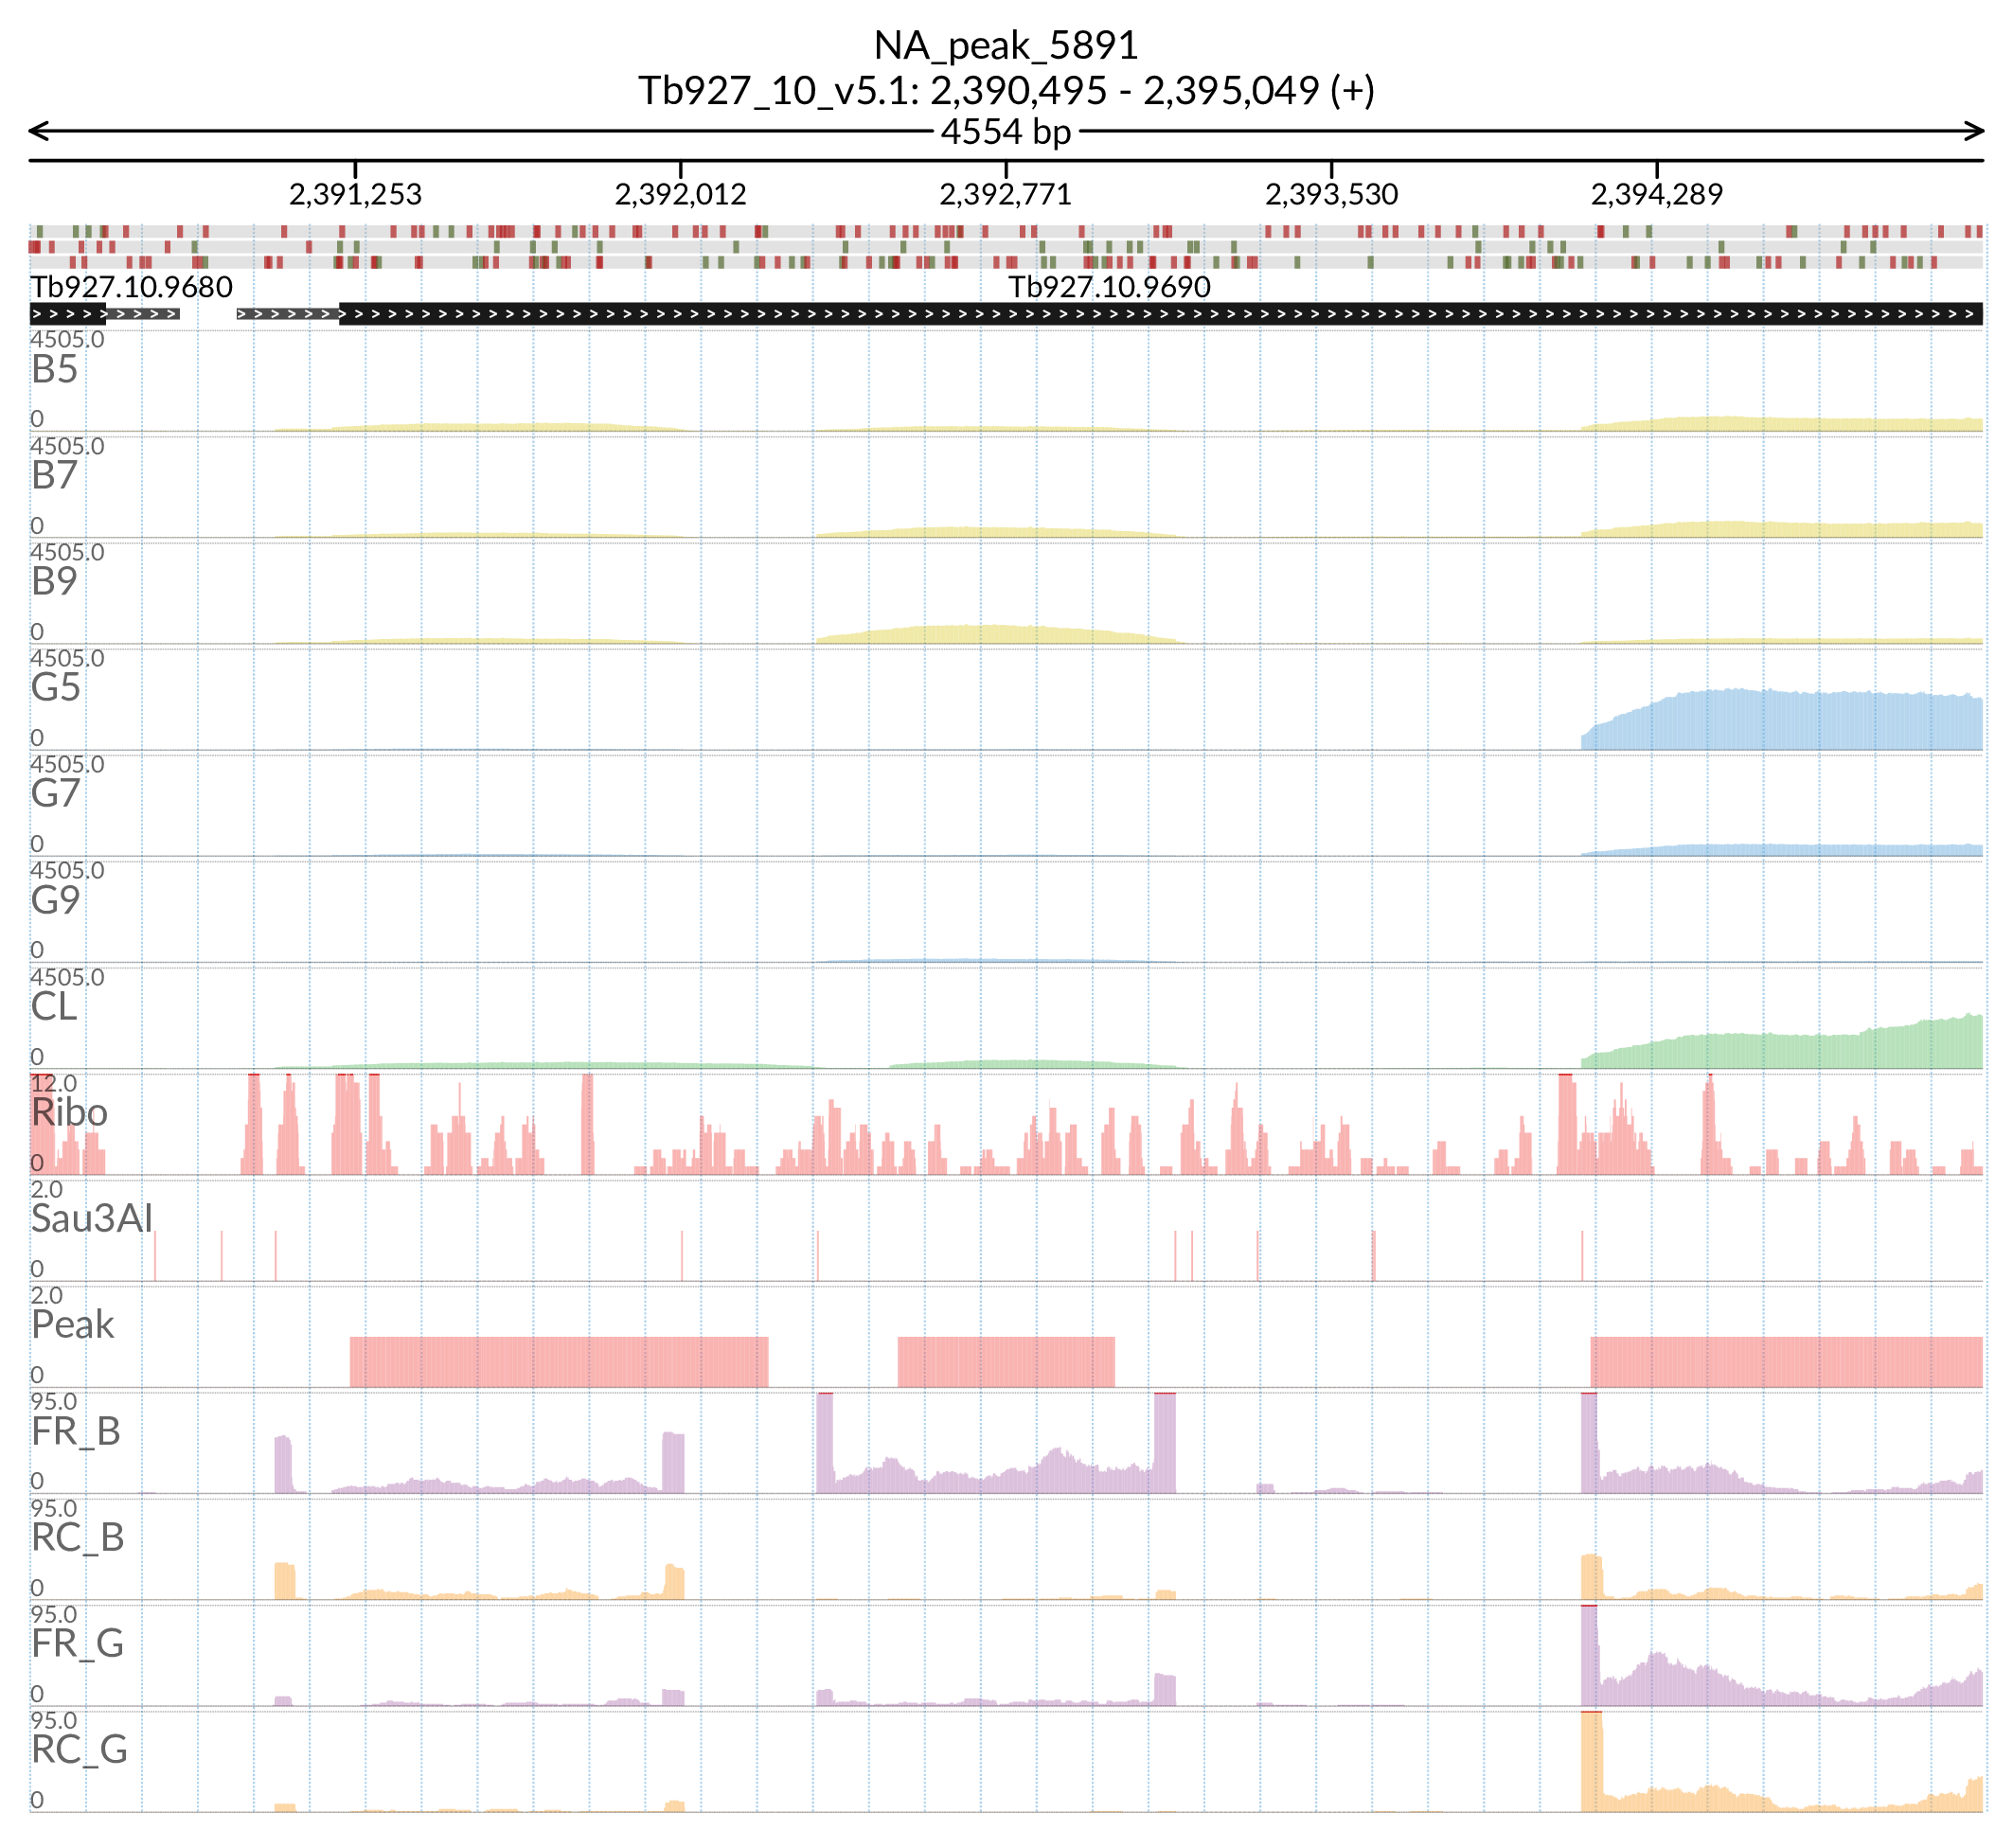 NA_peak_5891
Tb927_10_v5.1: 2,390,495 - 2,395,049 (+)
4554 bp
2,391,253 2,392,012 2,392,771 2,393,530 2,394,289
Tb927.10.9680 Tb927.10.9690
4505.0
B5
0
4505.0
B7
0
4505.0
B9
0
4505.0
G5
0
4505.0
G7
0
4505.0
G9
0
4505.0
CL
0
12.0
Ribo
0
2.0
Sau3AI
0
2.0
Peak
0
95.0
FR_B
0
95.0
RC_B
0
95.0
FR_G
0
95.0
RC_G
0